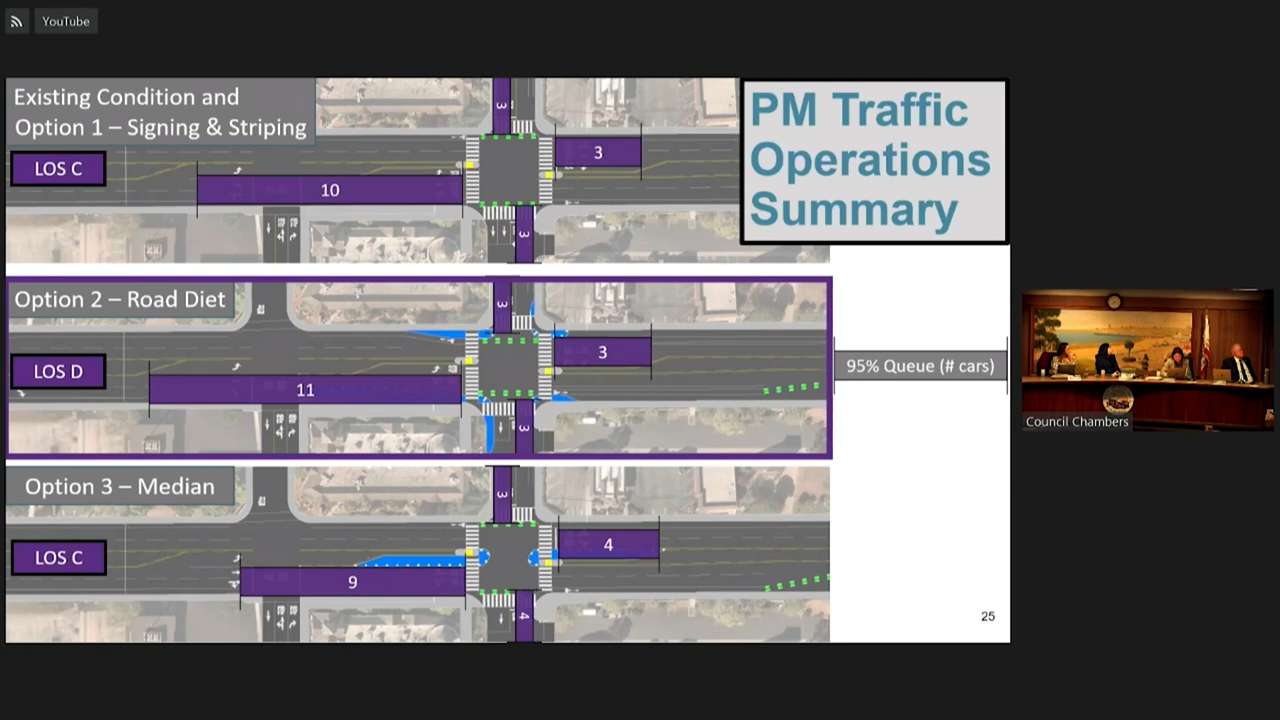 YouTube
Existing Condition and
Option 1 – Signing & Striping
LOS C
10
3
3
3
PM Traffic
Operations
Summary
Option 2 – Road Diet
LOS D
11
3
3
3
95% Queue (# cars)
Council Chambers
Option 3 – Median
LOS C
9
3
4
4
25